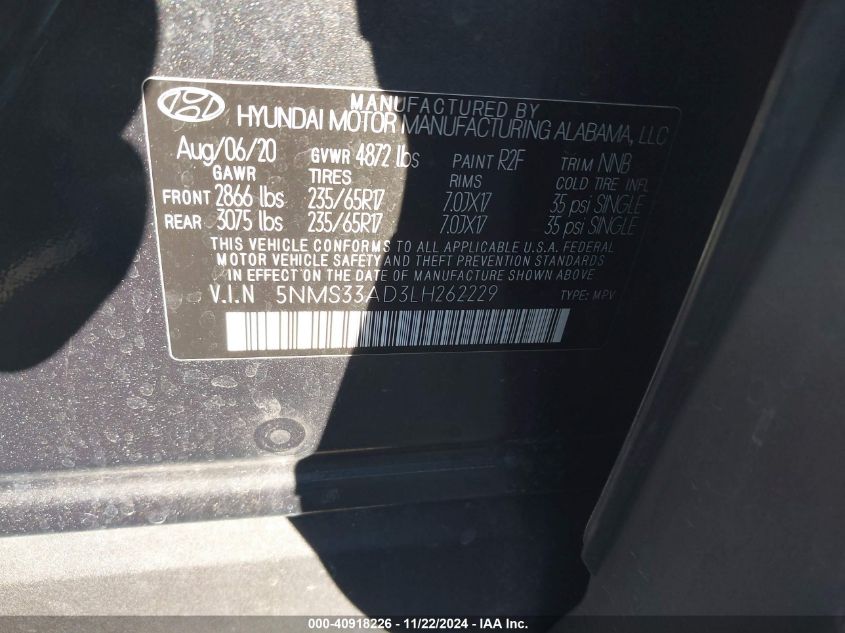 MANUFACTURED BY
HYUNDAI MOTOR MANUFACTURING ALABAMA, LLC
Aug/06/20 GVWR 4872 lbs PAINT R2F TRIM NNB
GAWR TIRES RIMS COLD TIRE INFL
FRONT 2866 lbs 235/65R17 7.0JX17 35 psi SINGLE
REAR 3075 lbs 235/65R17 7.0JX17 35 psi SINGLE
THIS VEHICLE CONFORMS TO ALL APPLICABLE U.S.A. FEDERAL
MOTOR VEHICLE SAFETY AND THEFT PREVENTION STANDARDS
IN EFFECT ON THE DATE OF MANUFACTURE SHOWN ABOVE
V.I.N 5NMS33AD3LH262229 TYPE: MPV
000-40918226 - 11/22/2024 - Copyright © 2024 IAA, Inc.